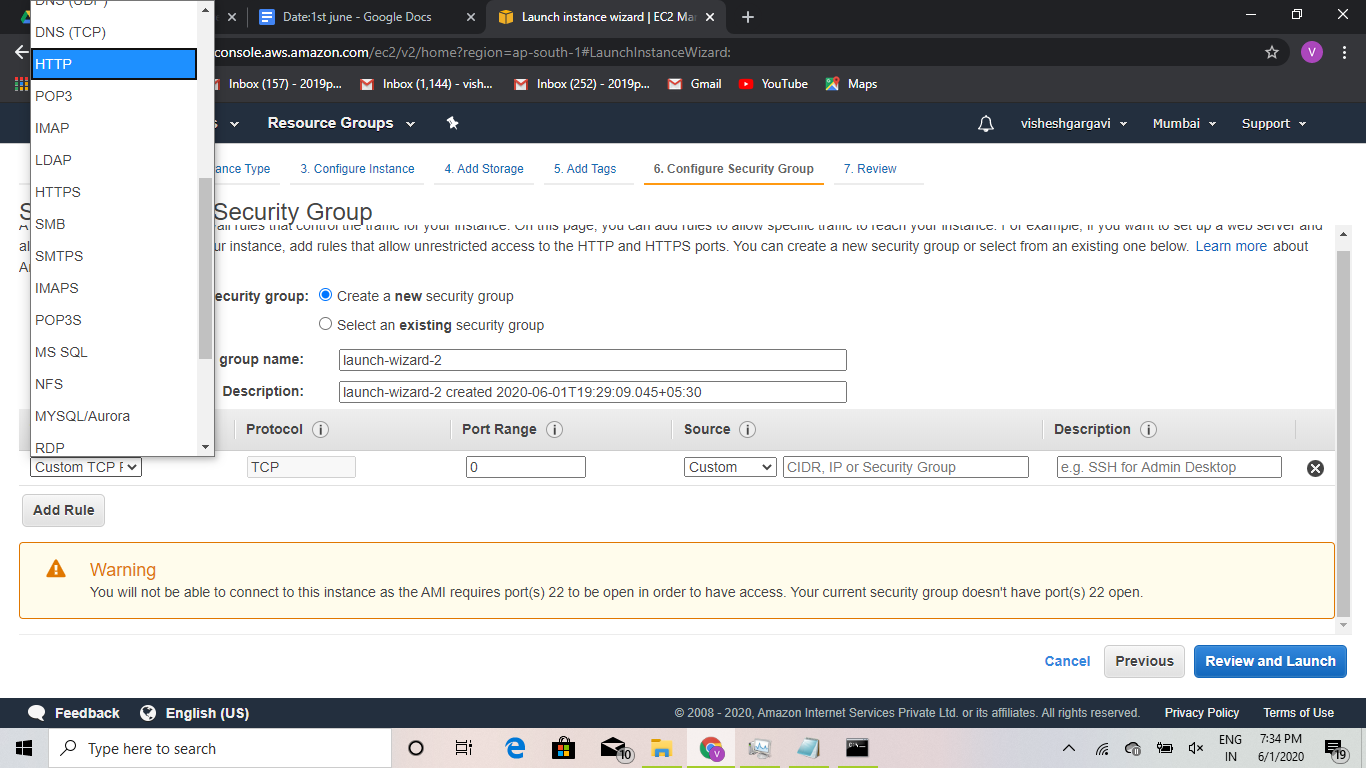 Date:1st june - Google Docs
Launch instance wizard | EC2 Mar
console.aws.amazon.com/ec2/v2/home?region=ap-south-1#LaunchInstanceWizard:
V
Inbox (157) - 2019p...
Inbox (1,144) - vish...
Inbox (252) - 2019p...
Gmail
YouTube
Maps
s
Resource Groups
visheshgargavi
Mumbai
Support
DNS (UDP)
DNS (TCP)
HTTP
POP3
IMAP
LDAP
HTTPS
SMB
SMTPS
IMAPS
POP3S
MS SQL
NFS
MYSQL/Aurora
RDP
ance Type
3. Configure Instance
4. Add Storage
5. Add Tags
6. Configure Security Group
7. Review
S Security Group
A all rules that control the traffic for your instance. On this page, you can add rules to allow specific traffic to reach your instance. For example, if you want to set up a web server and
al ur instance, add rules that allow unrestricted access to the HTTP and HTTPS ports. You can create a new security group or select from an existing one below. Learn more about
A
ecurity group: Create a new security group
Select an existing security group
group name: launch-wizard-2
Description: launch-wizard-2 created 2020-06-01T19:29:09.045+05:30
Protocol Port Range Source Description
Custom TCP F TCP 0 Custom CIDR, IP or Security Group e.g. SSH for Admin Desktop
Add Rule
Warning
You will not be able to connect to this instance as the AMI requires port(s) 22 to be open in order to have access. Your current security group doesn't have port(s) 22 open.
Cancel Previous Review and Launch
Feedback English (US) © 2008 - 2020, Amazon Internet Services Private Ltd. or its affiliates. All rights reserved. Privacy Policy Terms of Use
Type here to search
10
V
ENG
IN
7:34 PM
6/1/2020
19